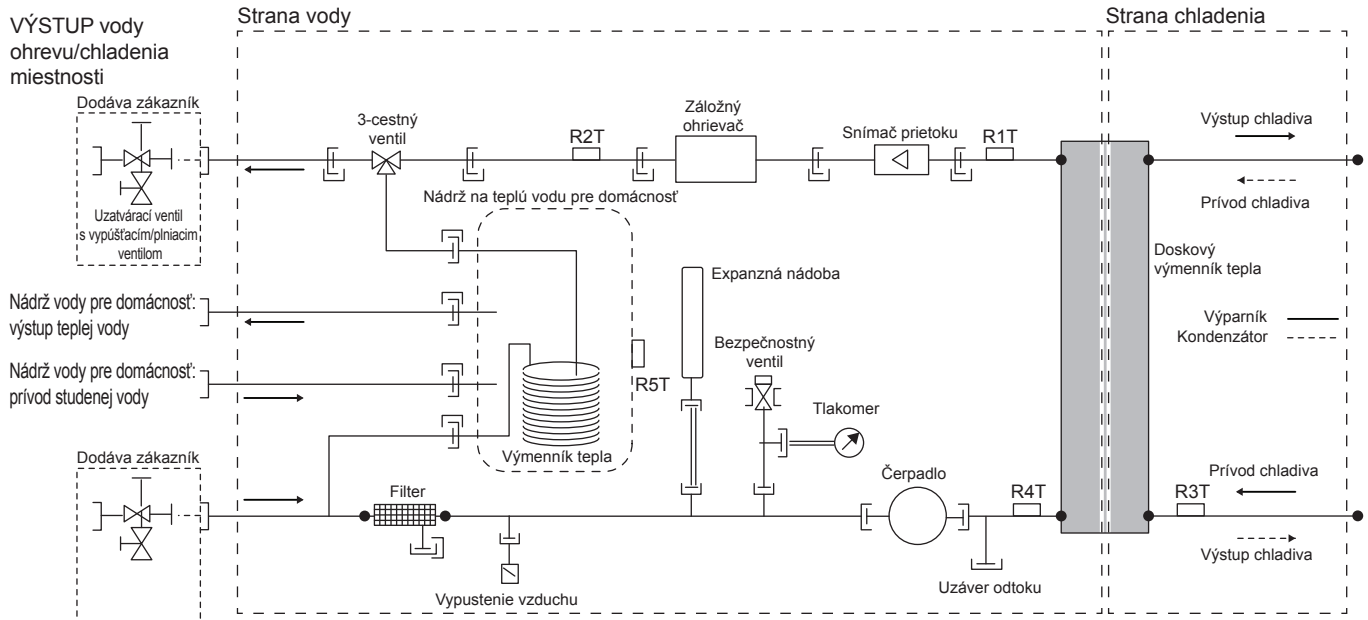 VÝSTUP vody
ohrevu/chladenia
miestnosti
Strana vody
Strana chladenia
Dodáva zákazník
3-cestný
ventil
R2T
Záložný
ohrievač
Snímač prietoku
R1T
Výstup chladiva
Prívod chladiva
Uzatvárací ventil
s vypúšťacím/plniacim
ventilom
Nádrž na teplú vodu pre domácnosť
Doskový
výmenník tepla
Expanzná nádoba
Nádrž vody pre domácnosť:
výstup teplej vody
Výparník
Kondenzátor
Bezpečnostný
ventil
R5T
Nádrž vody pre domácnosť:
prívod studenej vody
Tlakomer
Výmenník tepla
Dodáva zákazník
Filter
Čerpadlo
R4T
R3T
Prívod chladiva
Výstup chladiva
Vypustenie vzduchu
Uzáver odtoku